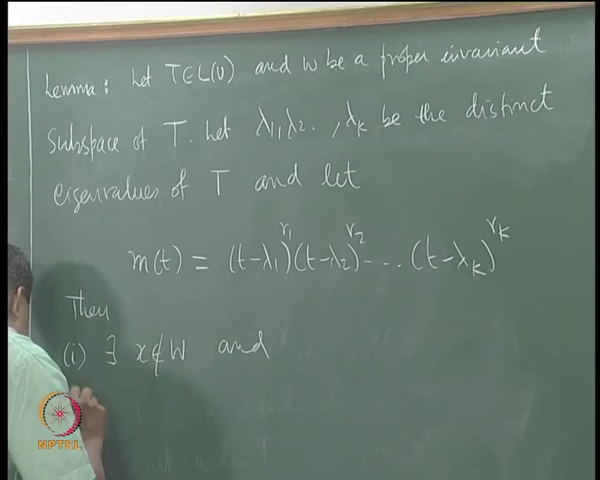 Lemma: Let T∈L(V) and W be a proper invariant
Subspace of T. Let λ₁, λ₂ . , λₖ be the distinct
eigenvalues of T and let
m(t) = (t-λ₁)^r₁ (t-λ₂)^r₂ .... (t-λₖ)^rₖ
Then
(i) ∃ x∉W and
NPTEL